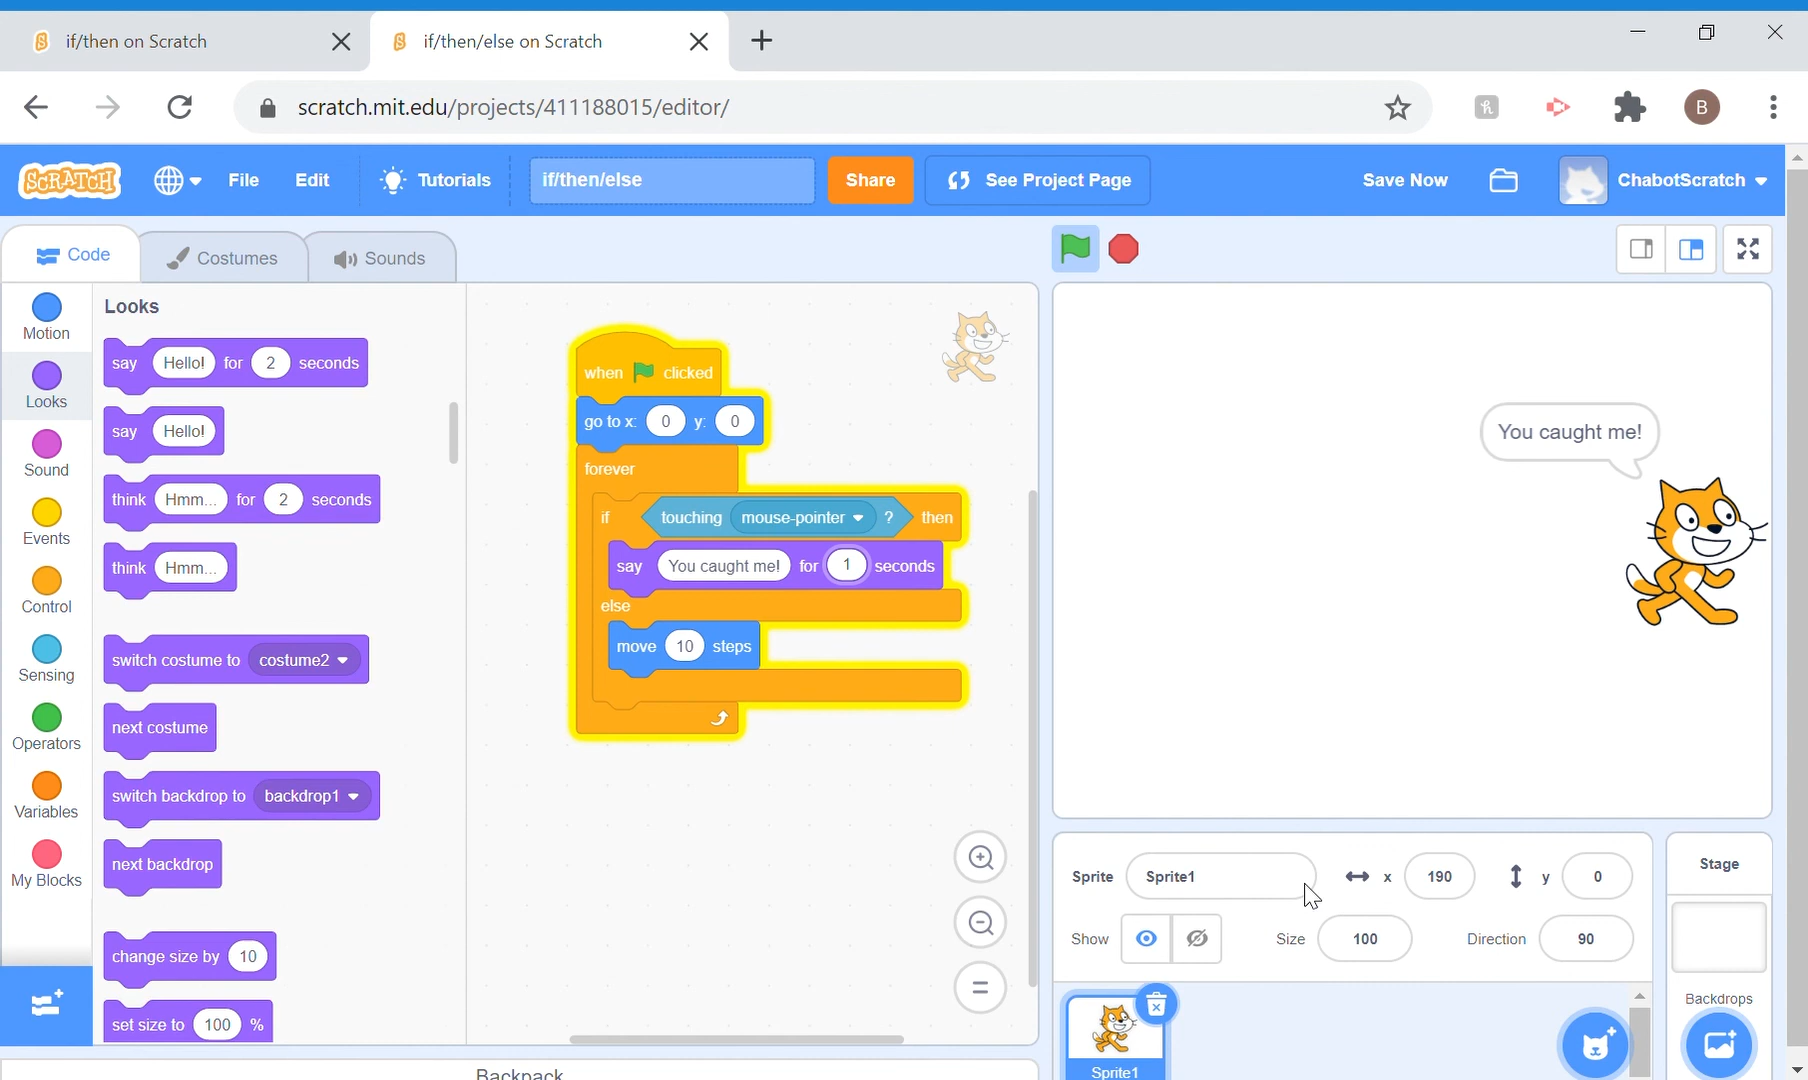 if/then on Scratch
if/then/else on Scratch
scratch.mit.edu/projects/411188015/editor/
B
SCRATCH
File
Edit
Tutorials
if/then/else
Share
See Project Page
Save Now
ChabotScratch
Code
Costumes
Sounds
Motion
Looks
Sound
Events
Control
Sensing
Operators
Variables
My Blocks
Looks
say Hello! for 2 seconds
say Hello!
think Hmm... for 2 seconds
think Hmm...
switch costume to costume2
next costume
switch backdrop to backdrop1
next backdrop
change size by 10
set size to 100 %
when clicked
go to x: 0 y: 0
forever
if touching mouse-pointer ? then
say You caught me! for 1 seconds
else
move 10 steps
Backpack
You caught me!
Sprite Sprite1 x 190 y 0
Show Size 100 Direction 90
Sprite1
Stage
Backdrops